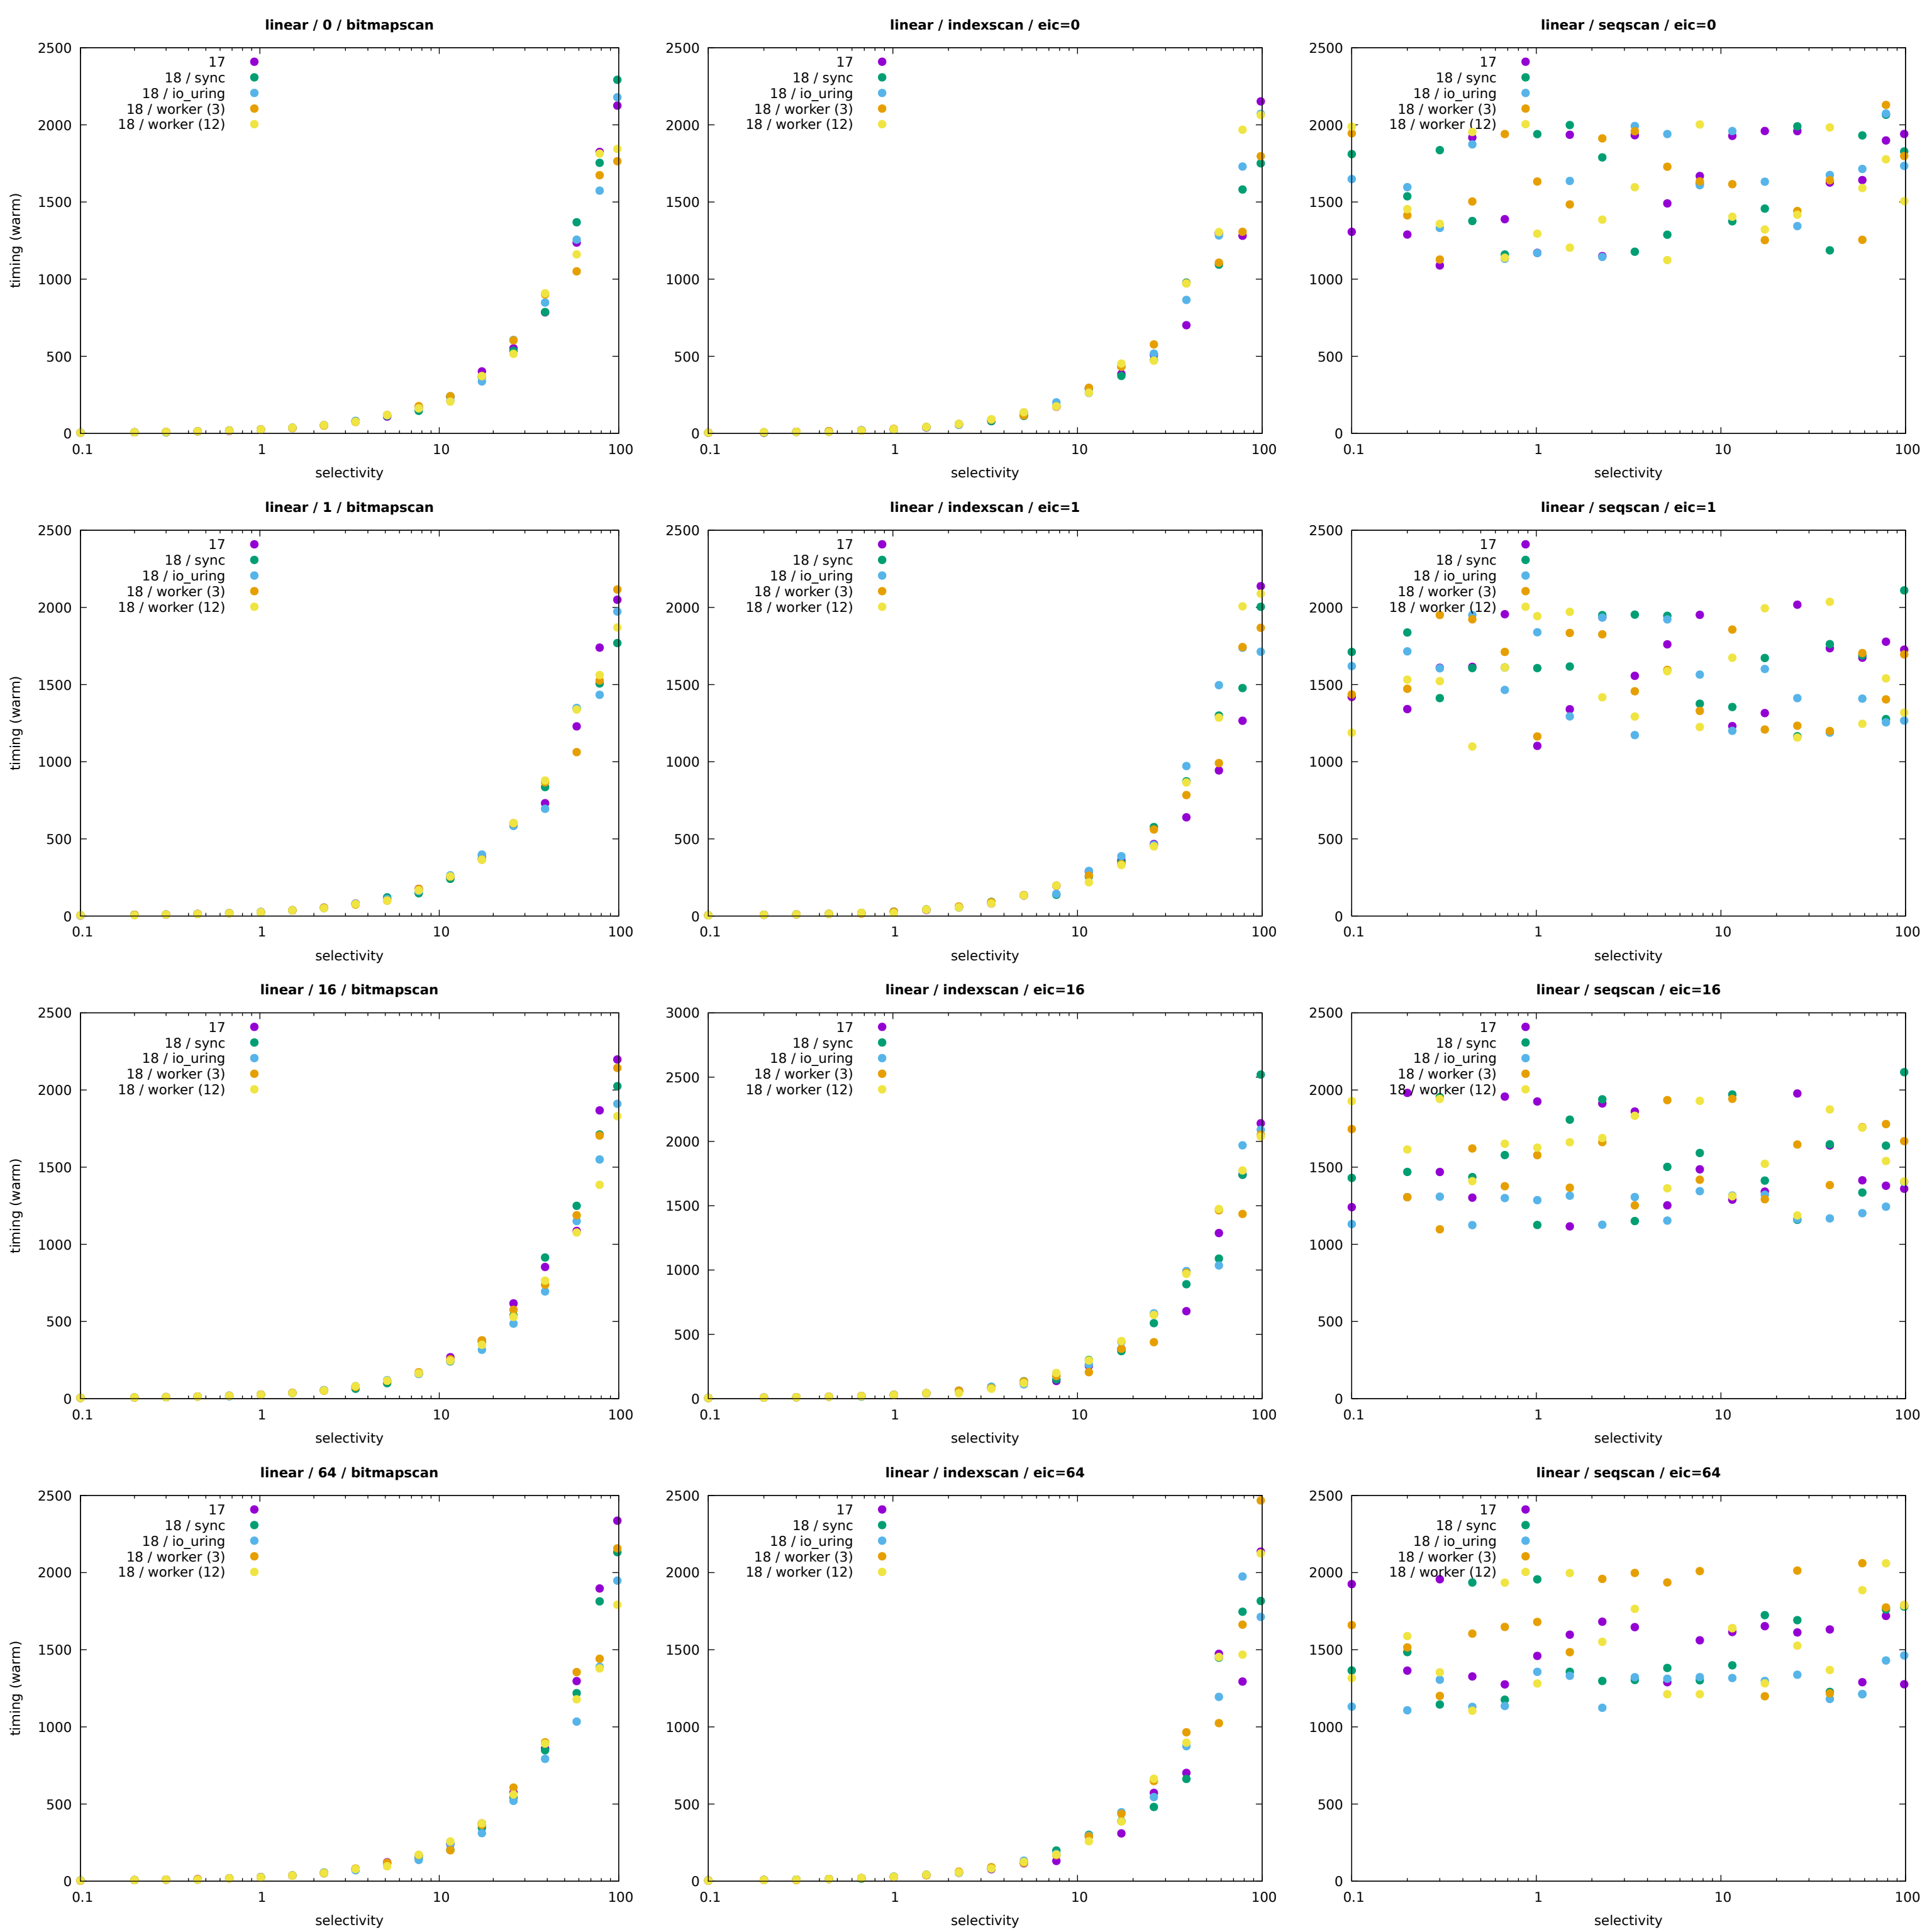 linear / 0 / bitmapscan
timing (warm)
2500
2000
1500
1000
500
0
17
18 / sync
18 / io_uring
18 / worker (3)
18 / worker (12)
0.1 1 10 100
selectivity
linear / indexscan / eic=0
2500
2000
1500
1000
500
0
17
18 / sync
18 / io_uring
18 / worker (3)
18 / worker (12)
0.1 1 10 100
selectivity
linear / seqscan / eic=0
2500
2000
1500
1000
500
0
17
18 / sync
18 / io_uring
18 / worker (3)
18 / worker (12)
0.1 1 10 100
selectivity
linear / 1 / bitmapscan
timing (warm)
2500
2000
1500
1000
500
0
17
18 / sync
18 / io_uring
18 / worker (3)
18 / worker (12)
0.1 1 10 100
selectivity
linear / indexscan / eic=1
2500
2000
1500
1000
500
0
17
18 / sync
18 / io_uring
18 / worker (3)
18 / worker (12)
0.1 1 10 100
selectivity
linear / seqscan / eic=1
2500
2000
1500
1000
500
0
17
18 / sync
18 / io_uring
18 / worker (3)
18 / worker (12)
0.1 1 10 100
selectivity
linear / 16 / bitmapscan
timing (warm)
2500
2000
1500
1000
500
0
17
18 / sync
18 / io_uring
18 / worker (3)
18 / worker (12)
0.1 1 10 100
selectivity
linear / indexscan / eic=16
3000
2500
2000
1500
1000
500
0
17
18 / sync
18 / io_uring
18 / worker (3)
18 / worker (12)
0.1 1 10 100
selectivity
linear / seqscan / eic=16
2500
2000
1500
1000
500
0
17
18 / sync
18 / io_uring
18 / worker (3)
18 / worker (12)
0.1 1 10 100
selectivity
linear / 64 / bitmapscan
timing (warm)
2500
2000
1500
1000
500
0
17
18 / sync
18 / io_uring
18 / worker (3)
18 / worker (12)
0.1 1 10 100
selectivity
linear / indexscan / eic=64
2500
2000
1500
1000
500
0
17
18 / sync
18 / io_uring
18 / worker (3)
18 / worker (12)
0.1 1 10 100
selectivity
linear / seqscan / eic=64
2500
2000
1500
1000
500
0
17
18 / sync
18 / io_uring
18 / worker (3)
18 / worker (12)
0.1 1 10 100
selectivity